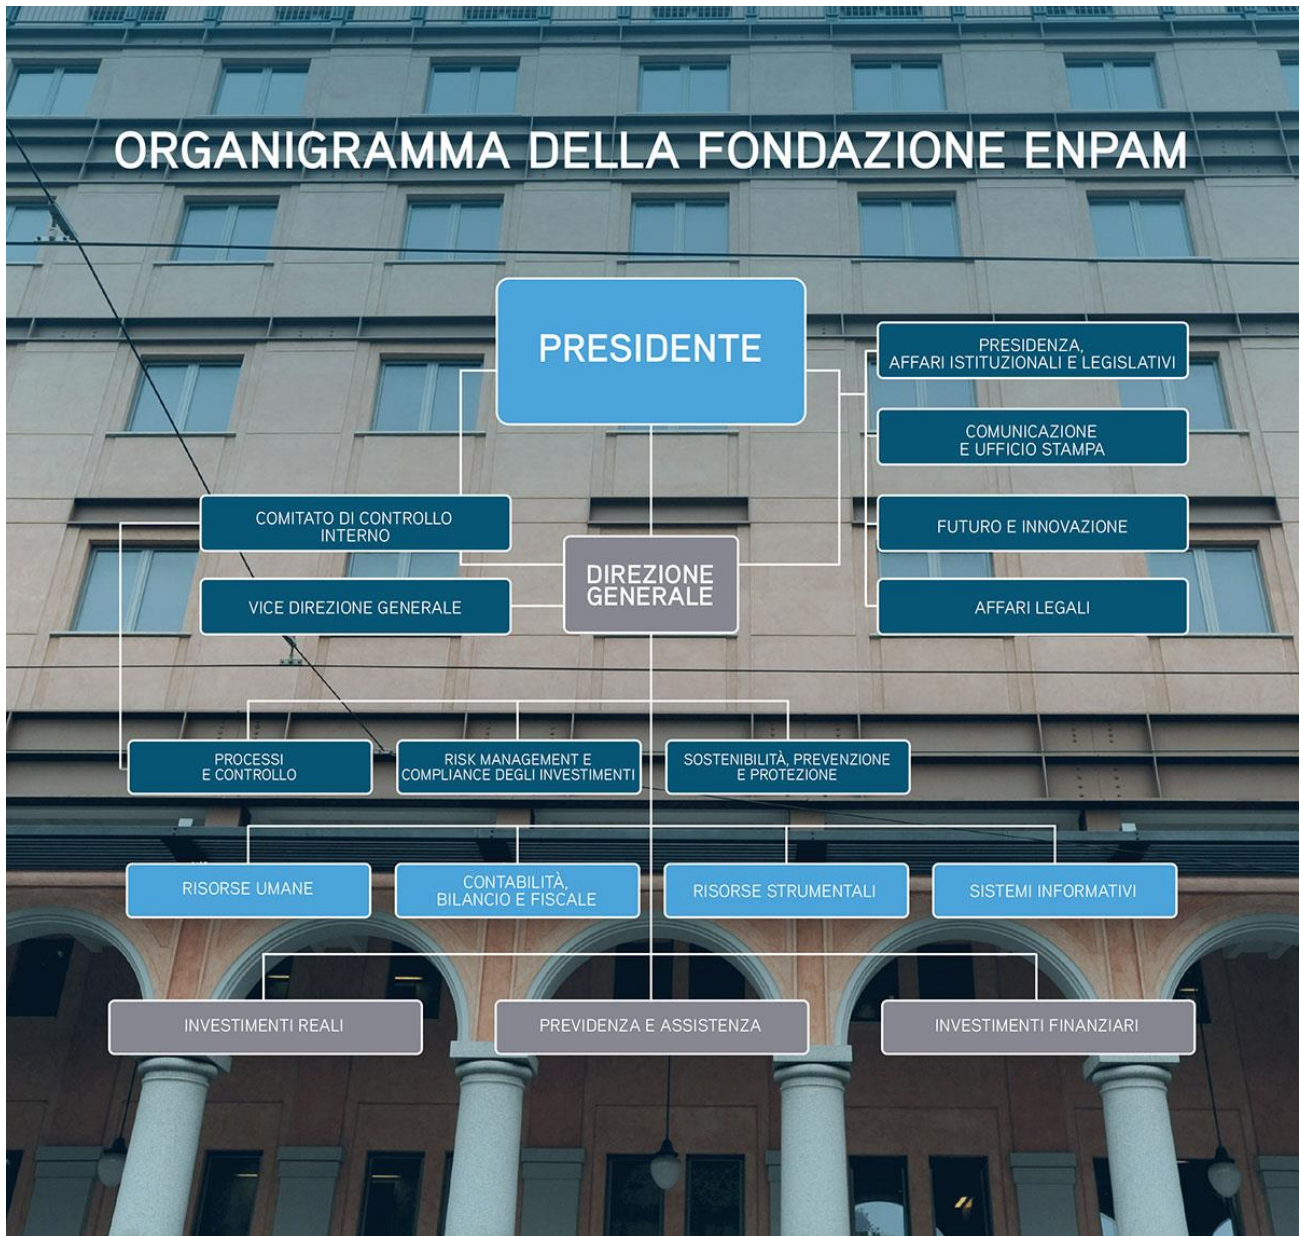 ORGANIGRAMMA DELLA FONDAZIONE ENPAM
PRESIDENTE
PRESIDENZA,
AFFARI ISTITUZIONALI E LEGISLATIVI
COMUNICAZIONE
E UFFICIO STAMPA
COMITATO DI CONTROLLO
INTERNO
FUTURO E INNOVAZIONE
DIREZIONE
GENERALE
VICE DIREZIONE GENERALE
AFFARI LEGALI
PROCESSI
E CONTROLLO
RISK MANAGEMENT E
COMPLIANCE DEGLI INVESTIMENTI
SOSTENIBILITÀ, PREVENZIONE
E PROTEZIONE
RISORSE UMANE
CONTABILITÀ,
BILANCIO E FISCALE
RISORSE STRUMENTALI
SISTEMI INFORMATIVI
INVESTIMENTI REALI
PREVIDENZA E ASSISTENZA
INVESTIMENTI FINANZIARI